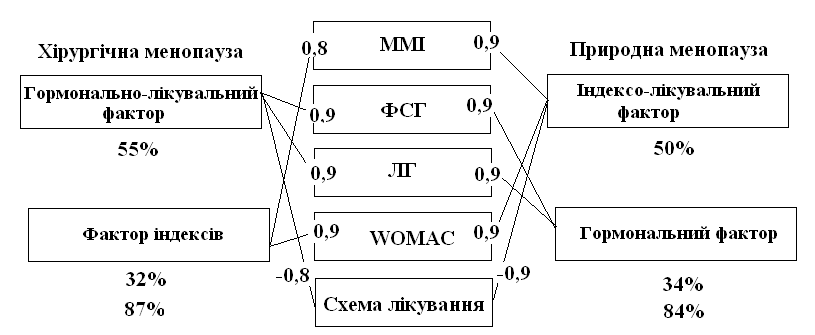 Хірургічна менопауза
Гормонально-лікувальний
фактор
55%
Фактор індексів
32%
87%
0,8 ММІ 0,9
0,9 ФСГ 0,9
0,9 ЛГ 0,9
0,9 WOMAC 0,9
-0,8 -0,9
Схема лікування
Природна менопауза
Індексо-лікувальний
фактор
50%
Гормональний фактор
34%
84%